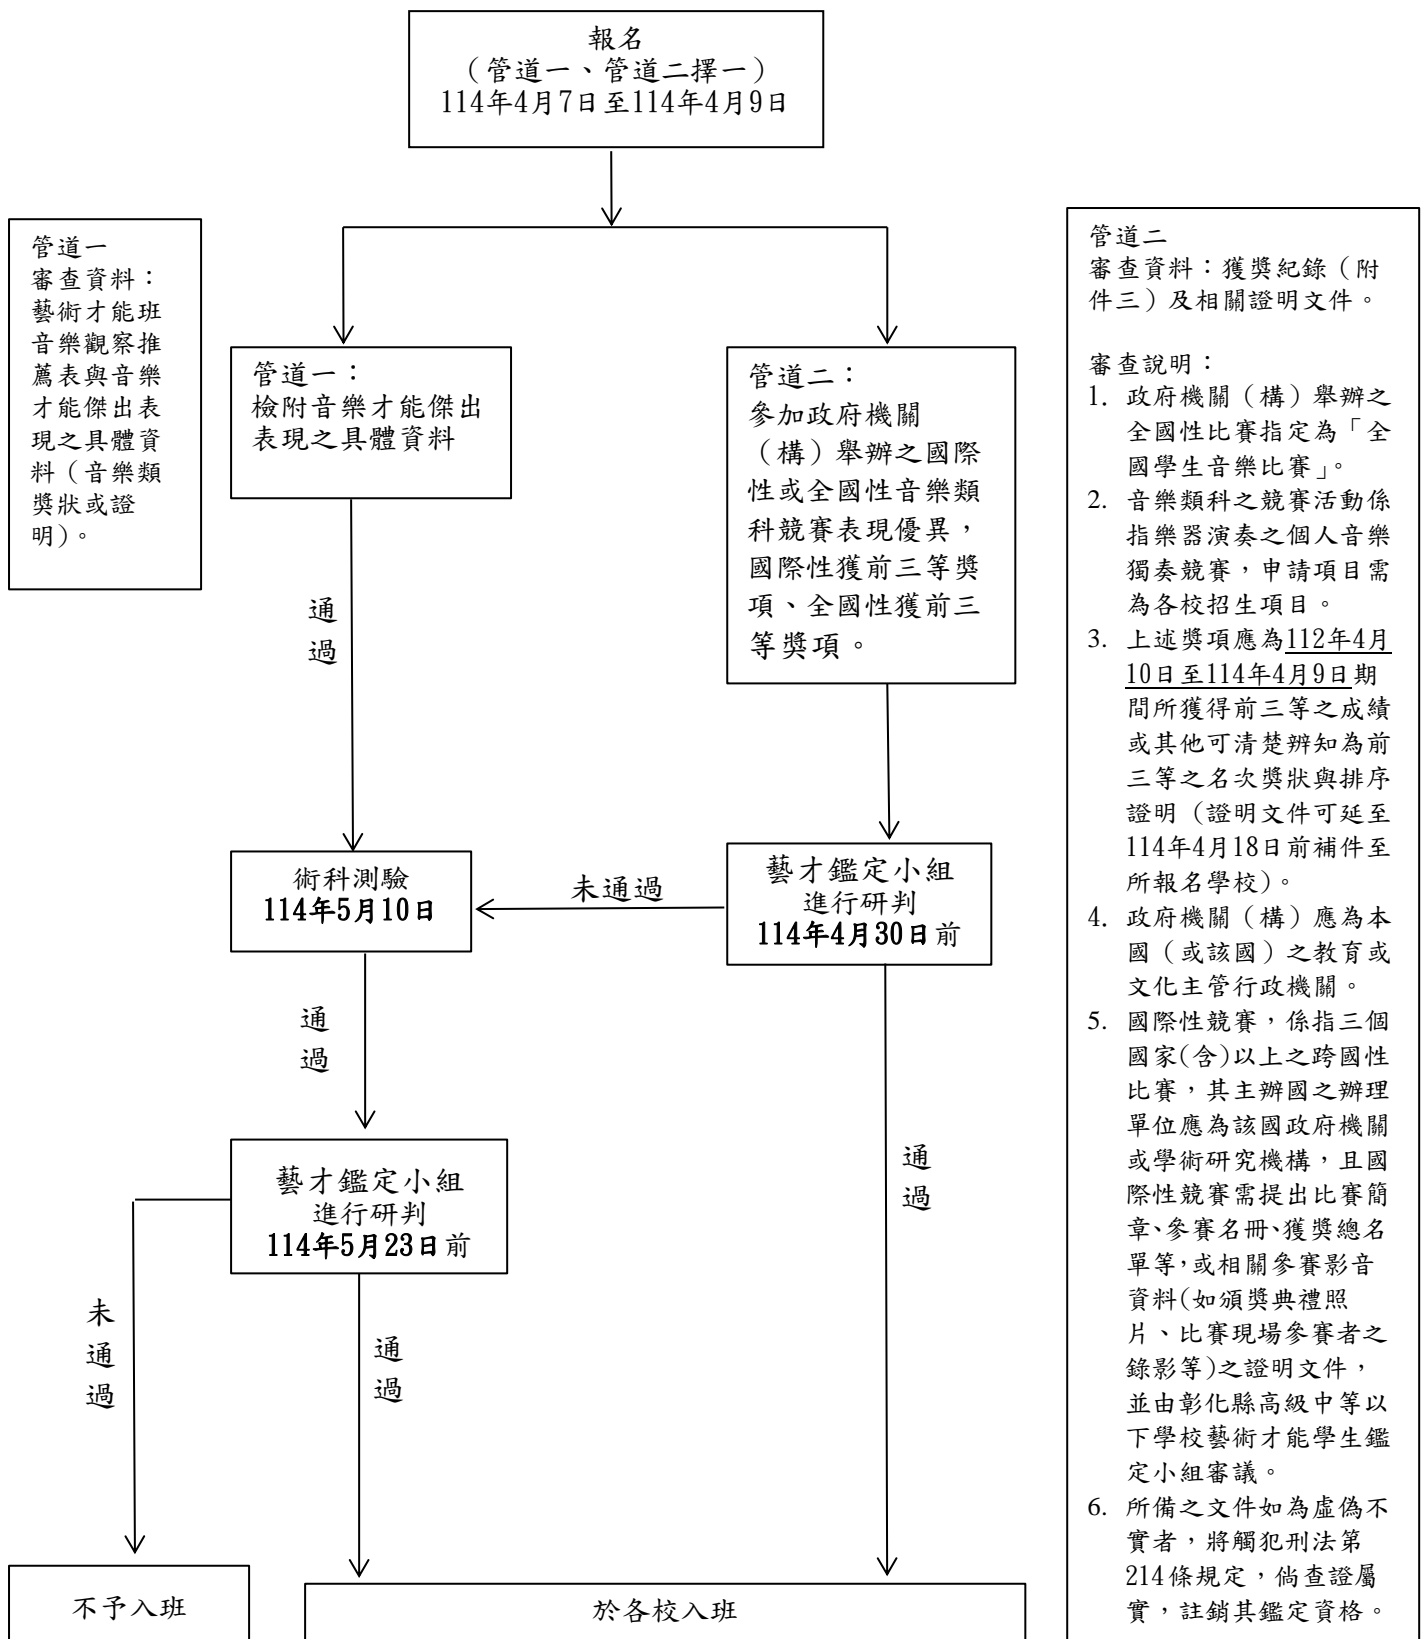 報名
（管道一、管道二擇一）
114年4月7日至114年4月9日
管道一
審查資料：
藝術才能班
音樂觀察推
薦表與音樂
才能傑出表
現之具體資
料（音樂類
獎狀或證
明）。
管道一：
檢附音樂才能傑出
表現之具體資料
管道二：
參加政府機關
（構）舉辦之國際
性或全國性音樂類
科競賽表現優異，
國際性獲前三等獎
項、全國性獲前三
等獎項。
通
過
術科測驗
114年5月10日
未通過
藝才鑑定小組
進行研判
114年4月30日前
通
過
藝才鑑定小組
進行研判
114年5月23日前
通
過
未
通
過
通
過
不予入班
於各校入班
管道二
審查資料：獲獎紀錄（附
件三）及相關證明文件。
審查說明：
1. 政府機關（構）舉辦之
全國性比賽指定為「全
國學生音樂比賽」。
2. 音樂類科之競賽活動係
指樂器演奏之個人音樂
獨奏競賽，申請項目需
為各校招生項目。
3. 上述獎項應為112年4月
10日至114年4月9日期
間所獲得前三等之成績
或其他可清楚辨知為前
三等之名次獎狀與排序
證明（證明文件可延至
114年4月18日前補件至
所報名學校）。
4. 政府機關（構）應為本
國（或該國）之教育或
文化主管行政機關。
5. 國際性競賽，係指三個
國家(含)以上之跨國性
比賽，其主辦國之辦理
單位應為該國政府機關
或學術研究機構，且國
際性競賽需提出比賽簡
章、參賽名冊、獲獎總名
單等，或相關參賽影音
資料(如頒獎典禮照
片、比賽現場參賽者之
錄影等)之證明文件，
並由彰化縣高級中等以
下學校藝術才能學生鑑
定小組審議。
6. 所備之文件如為虛偽不
實者，將觸犯刑法第
214條規定，倘查證屬
實，註銷其鑑定資格。